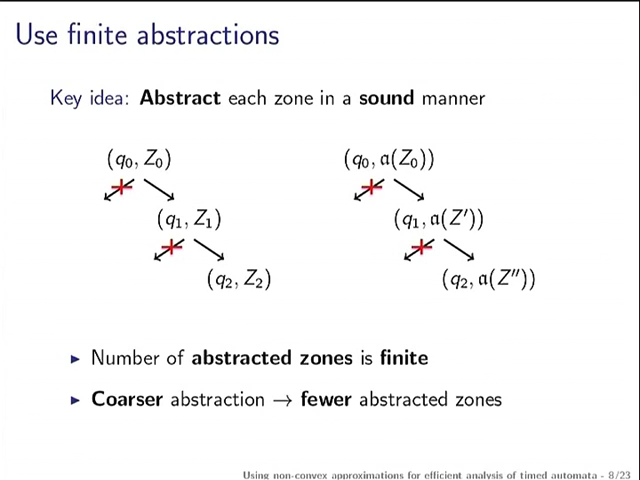 Use finite abstractions
Key idea: Abstract each zone in a sound manner
(q₀, Z₀) (q₀, 𝔞(Z₀))
(q₁, Z₁) (q₁, 𝔞(Z′))
(q₂, Z₂) (q₂, 𝔞(Z′′))
▶ Number of abstracted zones is finite
▶ Coarser abstraction → fewer abstracted zones
Using non-convex approximations for efficient analysis of timed automata - 8/23